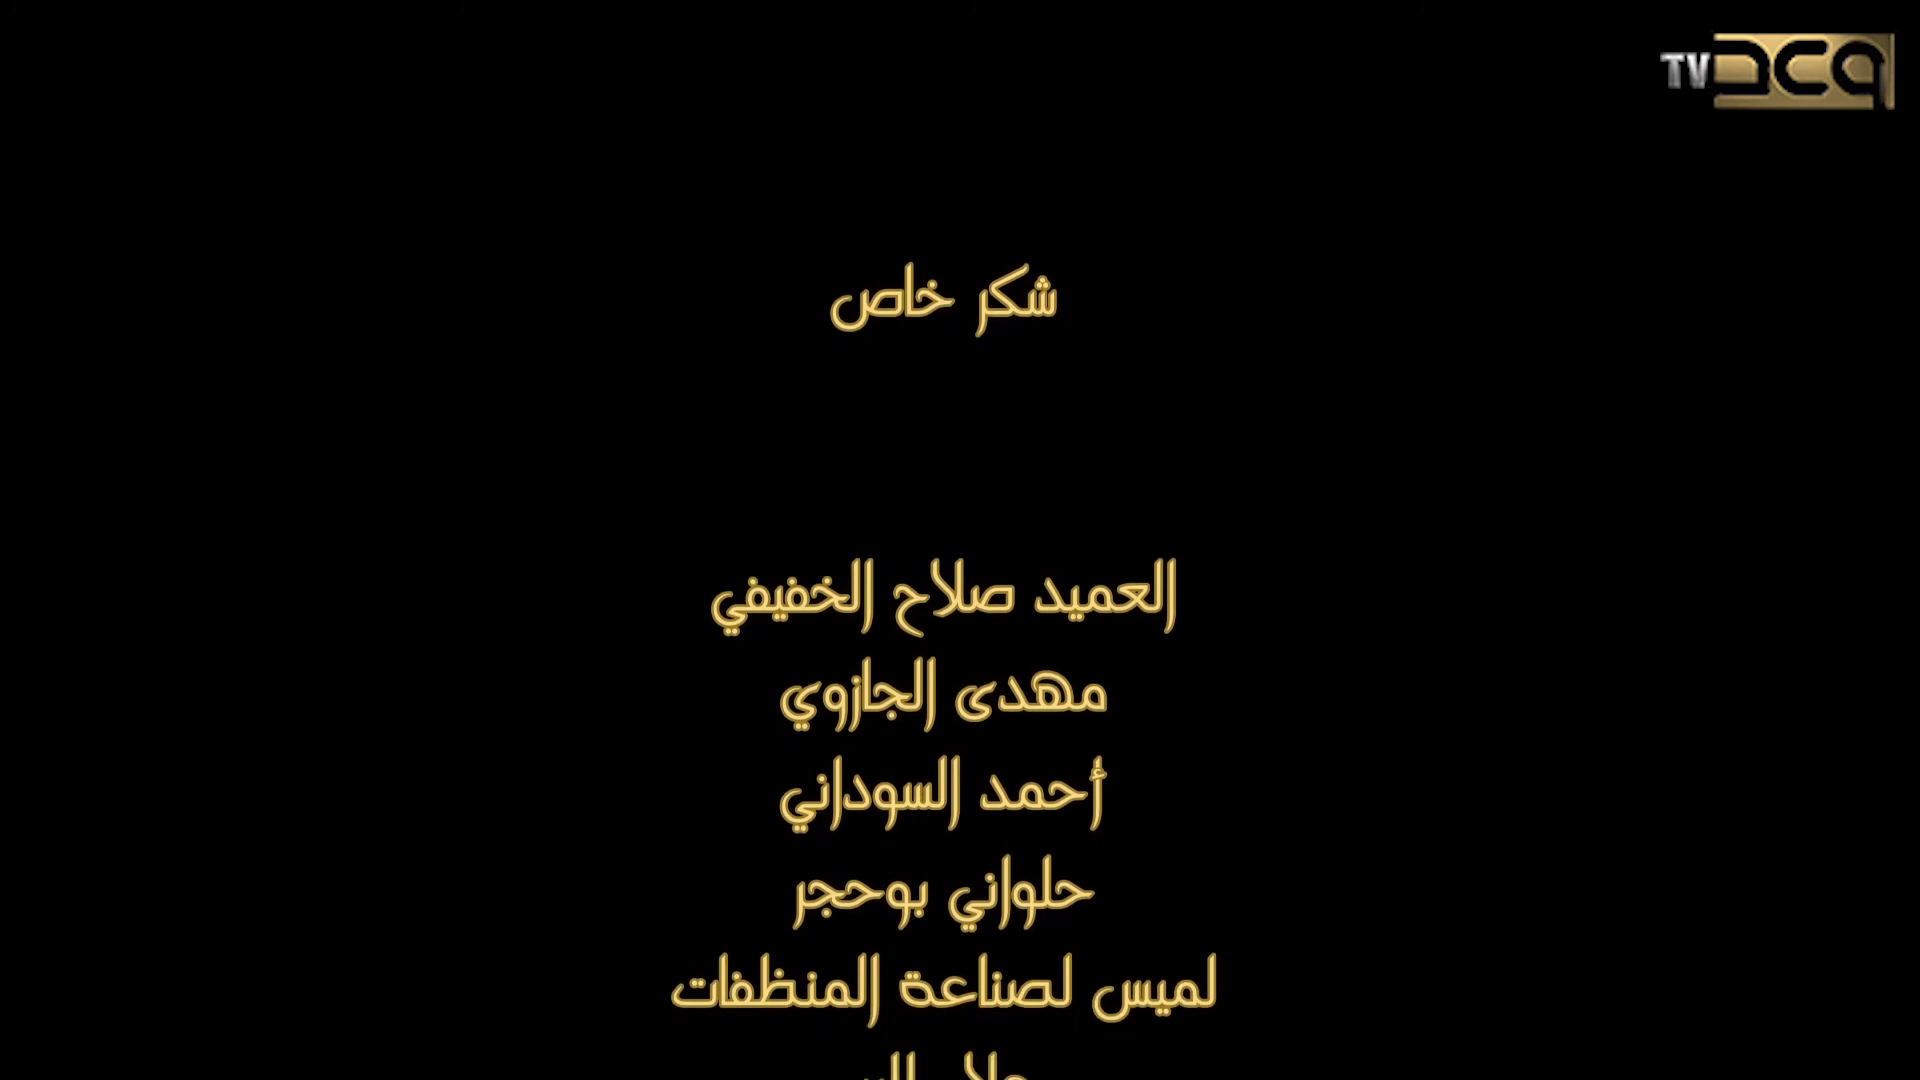 TV
شكر خاص
العميد صلاح الخفيفي
مهدى الجازوي
أحمد السوداني
حلواني بوحجر
لميس لصناعة المنظفات